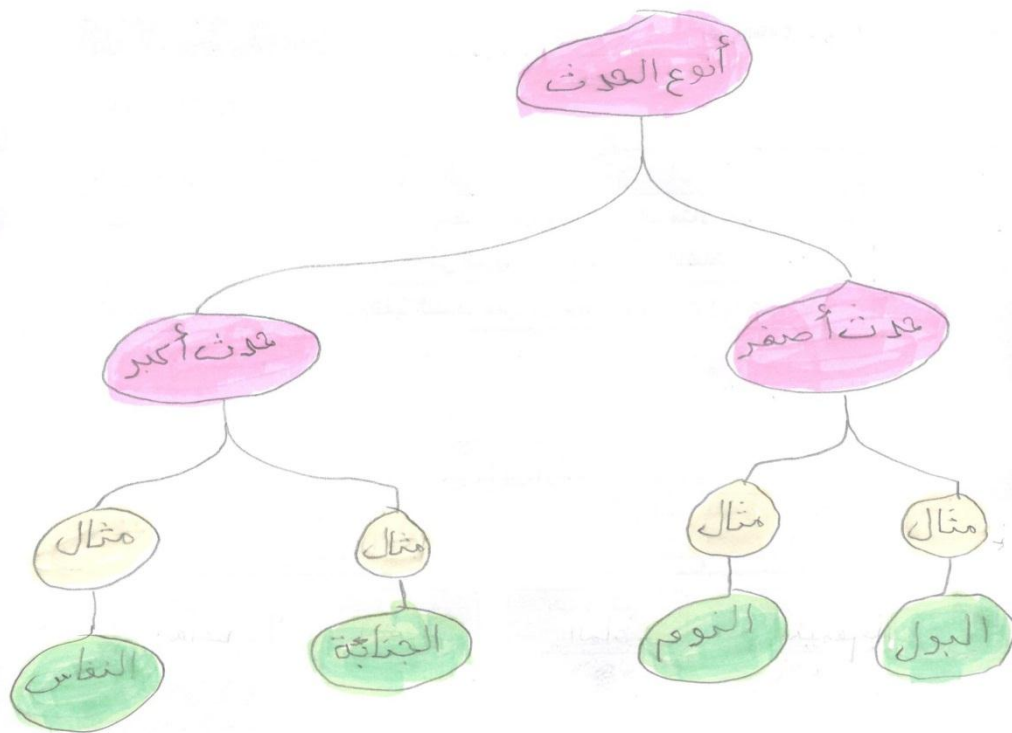 أنوع الحدث
حدث أصغر
حدث أكبر
مثال
مثال
مثال
مثال
البول
النوم
الجنابة
النفاس